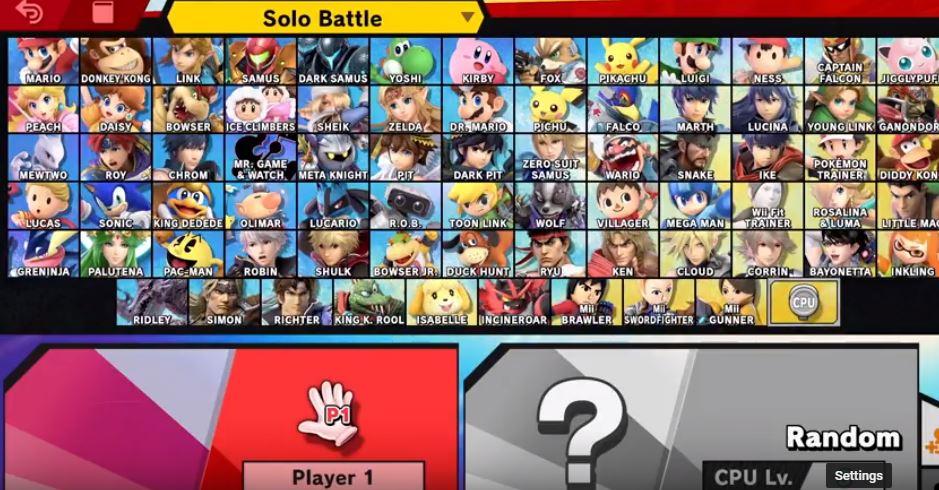 Solo Battle
MARIO DONKEY KONG LINK SAMUS DARK SAMUS YOSHI KIRBY FOX PIKACHU LUIGI NESS CAPTAIN FALCON JIGGLYPUF
PEACH DAISY BOWSER ICE CLIMBERS SHEIK ZELDA DR. MARIO PICHU FALCO MARTH LUCINA YOUNG LINK GANONDOR
MEWTWO ROY CHROM MR. GAME & WATCH META KNIGHT PIT DARK PIT ZERO SUIT SAMUS WARIO SNAKE IKE POKÉMON TRAINER DIDDY KON
LUCAS SONIC KING DEDEDE OLIMAR LUCARIO R.O.B. TOON LINK WOLF VILLAGER MEGA MAN Wii Fit TRAINER ROSALINA & LUMA LITTLE MAC
GRENINJA PALUTENA PAC-MAN ROBIN SHULK BOWSER JR. DUCK HUNT RYU KEN CLOUD CORRIN BAYONETTA INKLING
RIDLEY SIMON RICHTER KING K. ROOL ISABELLE INCINEROAR Mii BRAWLER Mii SWORDFIGHTER Mii GUNNER CPU
P1
Random
Player 1 CPU Lv. Settings